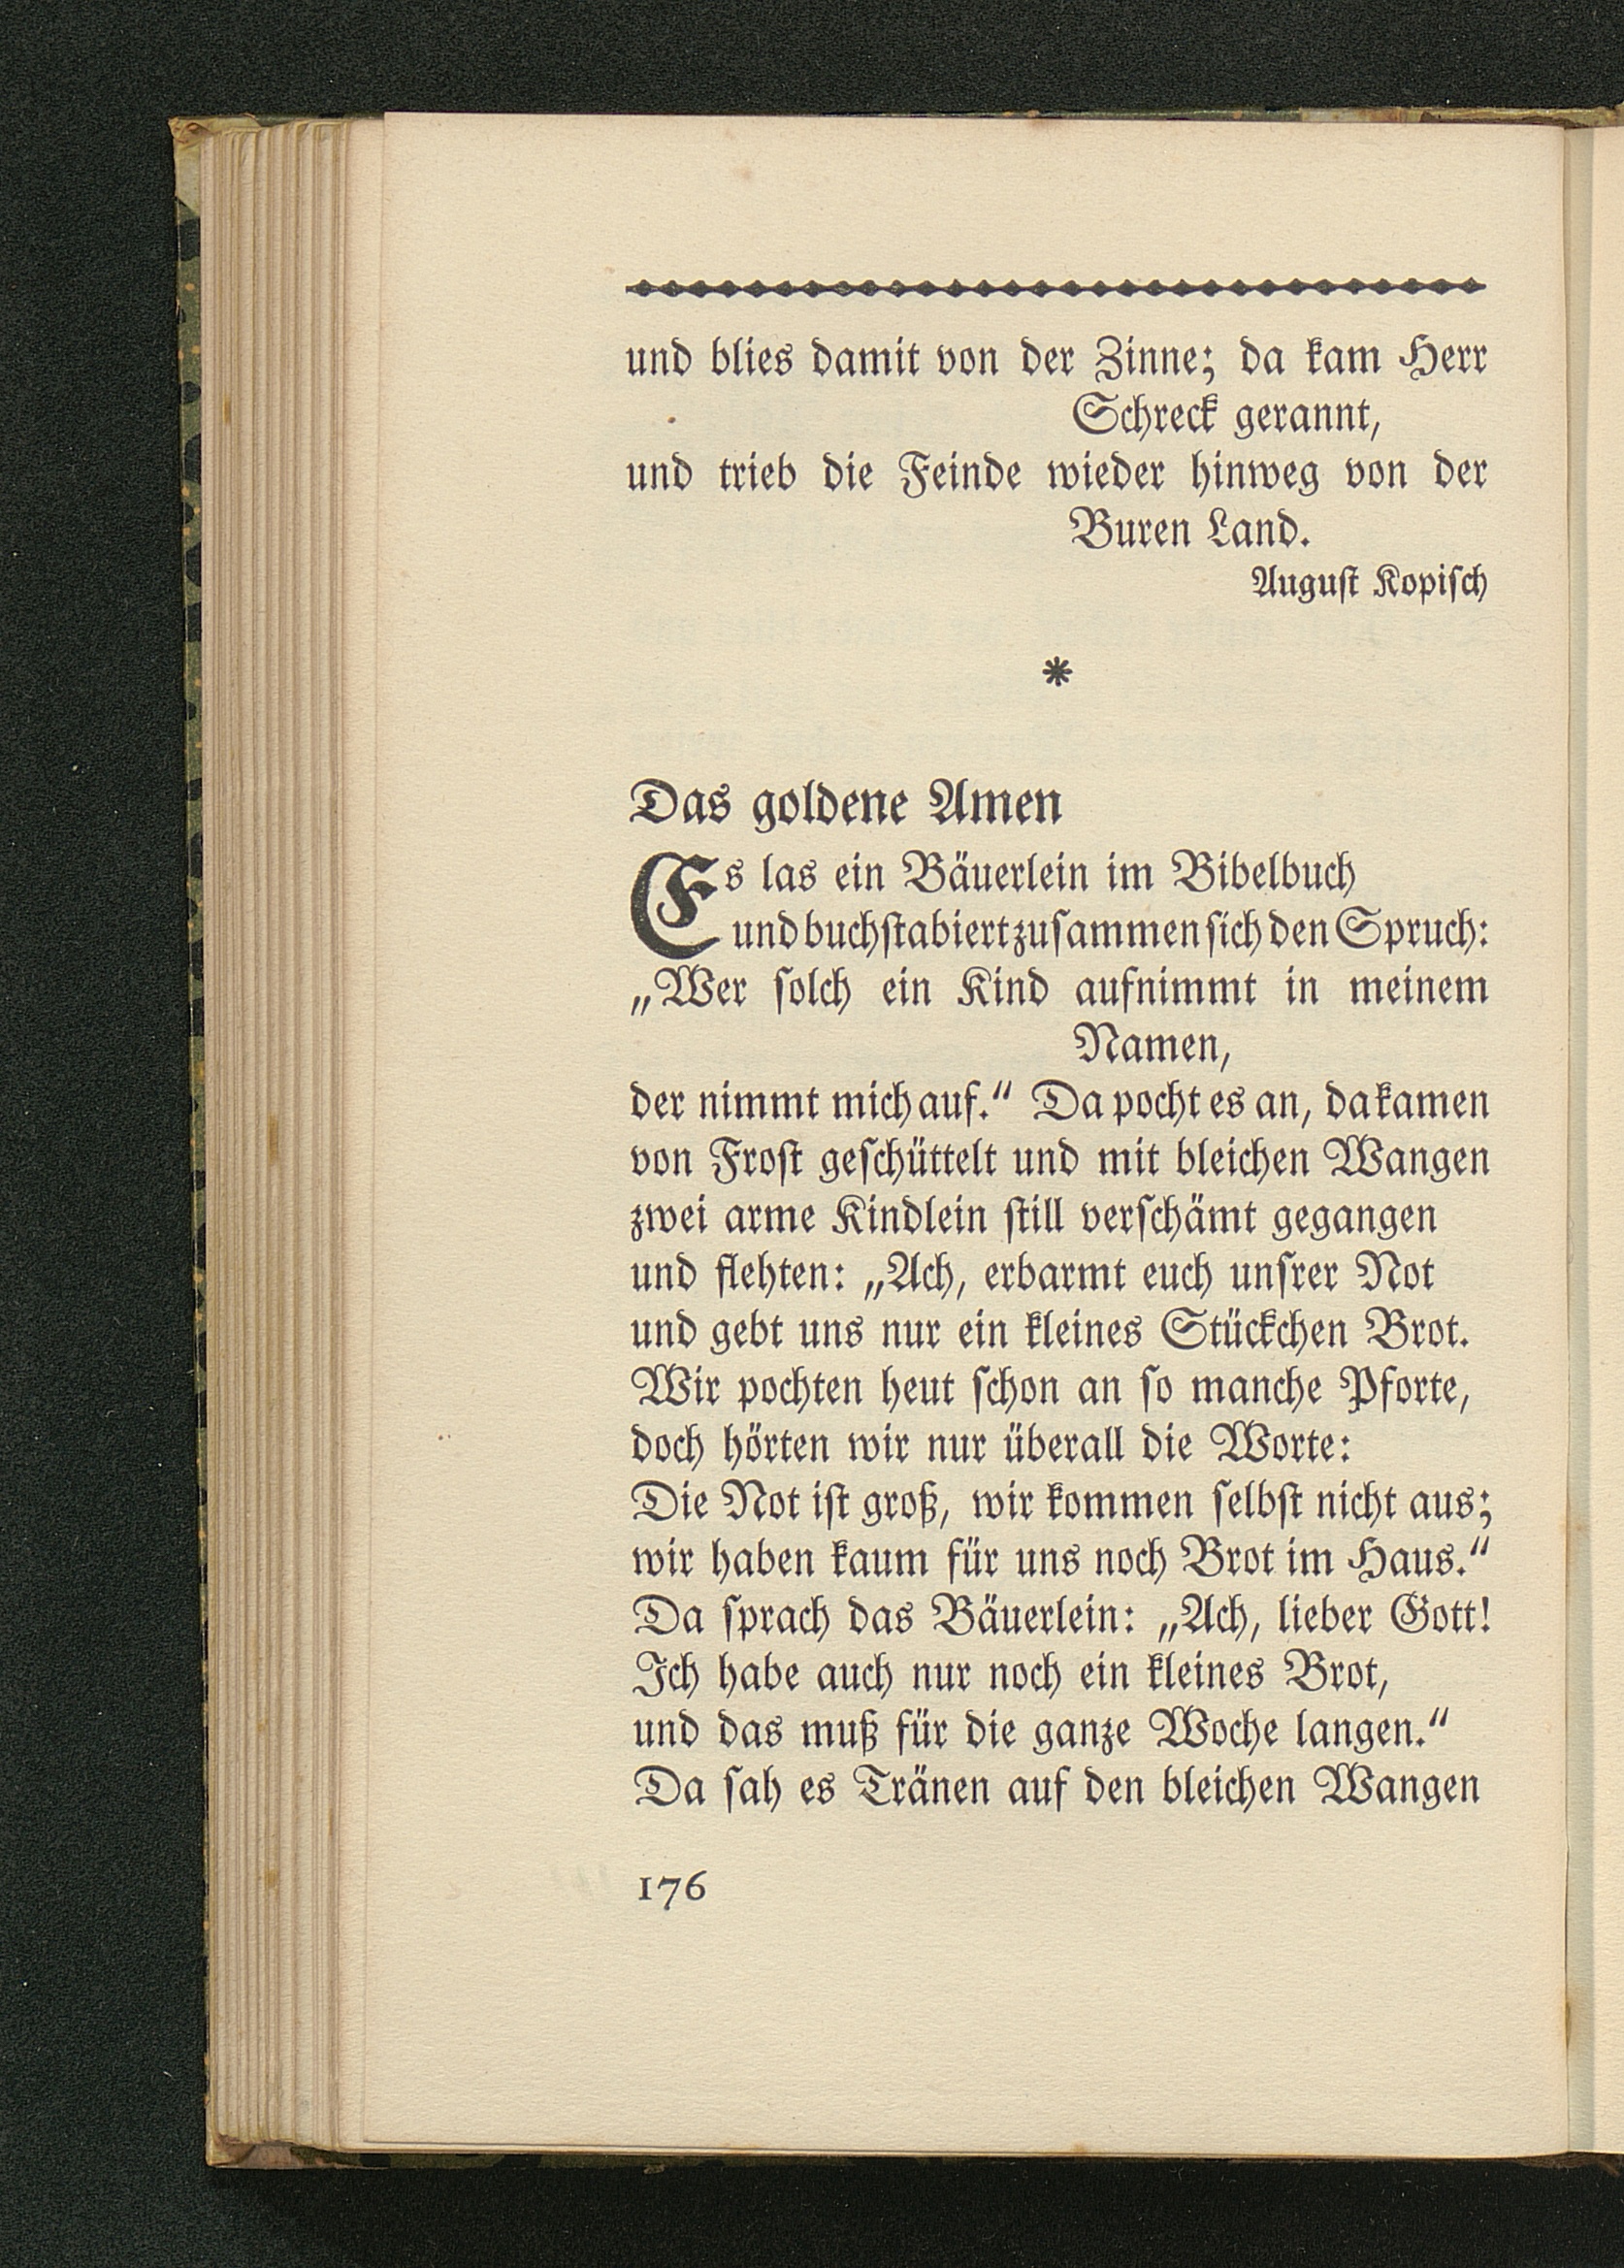 und blies damit von der Zinne; da kam Herr
Schreck gerannt,
und trieb die Feinde wieder hinweg von der
Buren Land.
Auguſt Kopiſch
*
Das goldene Amen
Es las ein Bäuerlein im Bibelbuch
und buchſtabiert zuſammen ſich den Spruch:
„Wer ſolch ein Kind aufnimmt in meinem
Namen,
der nimmt mich auf.“ Da pocht es an, da kamen
von Froſt geſchüttelt und mit bleichen Wangen
zwei arme Kindlein ſtill verſchämt gegangen
und flehten: „Ach, erbarmt euch unſrer Not
und gebt uns nur ein kleines Stückchen Brot.
Wir pochten heut ſchon an ſo manche Pforte,
doch hörten wir nur überall die Worte:
Die Not iſt groß, wir kommen ſelbſt nicht aus;
wir haben kaum für uns noch Brot im Haus.“
Da ſprach das Bäuerlein: „Ach, lieber Gott!
Ich habe auch nur noch ein kleines Brot,
und das muß für die ganze Woche langen.“
Da ſah es Tränen auf den bleichen Wangen
176